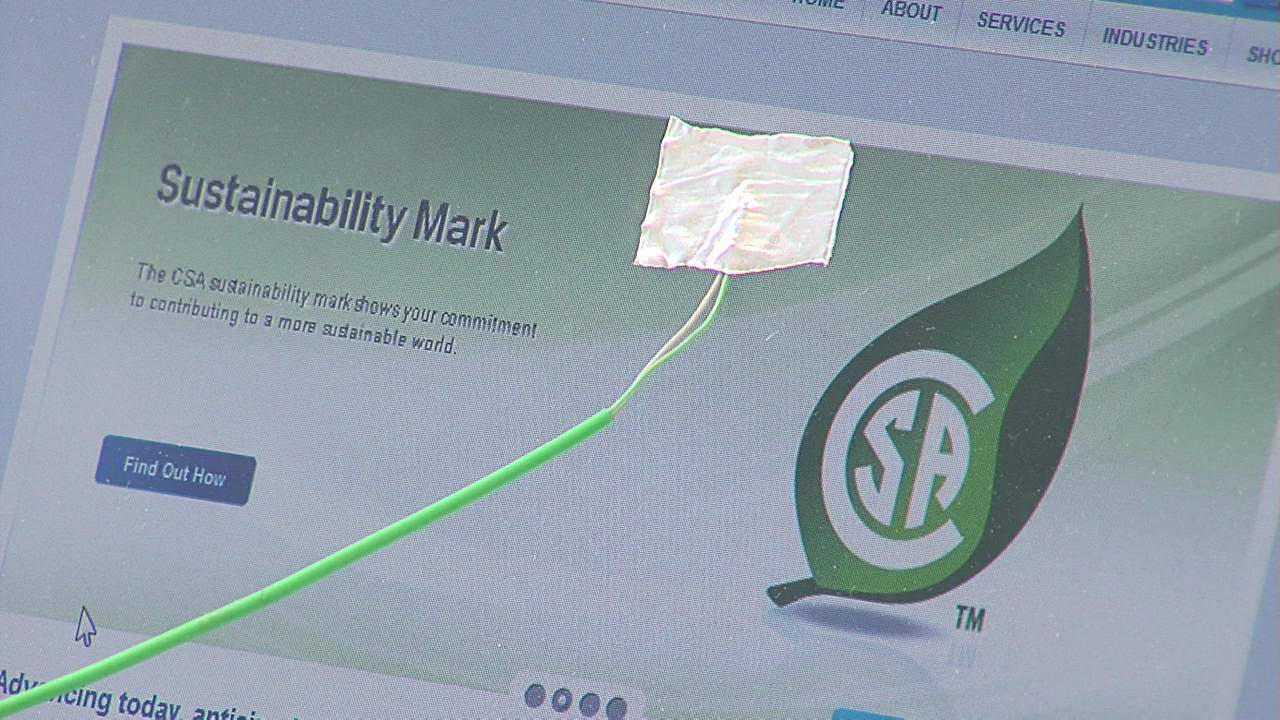 HOME ABOUT SERVICES INDUSTRIES
Sustainability Mark
The CSA sustainability mark shows your commitment
to contributing to a more sustainable world.
Find Out How
CSA
TM
today,